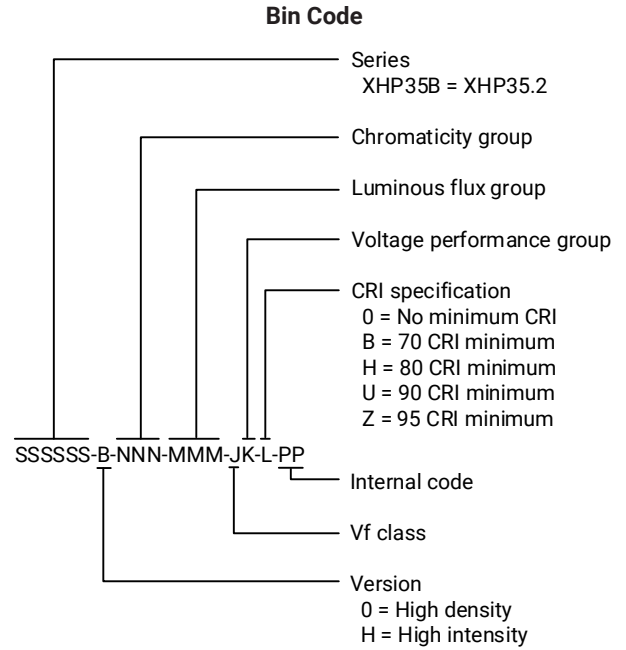 Bin Code
Series
XHP35B = XHP35.2
Chromaticity group
Luminous flux group
Voltage performance group
CRI specification
0 = No minimum CRI
B = 70 CRI minimum
H = 80 CRI minimum
U = 90 CRI minimum
Z = 95 CRI minimum
SSSSSS-B-NNN-MMM-JK-L-PP
Internal code
Vf class
Version
0 = High density
H = High intensity